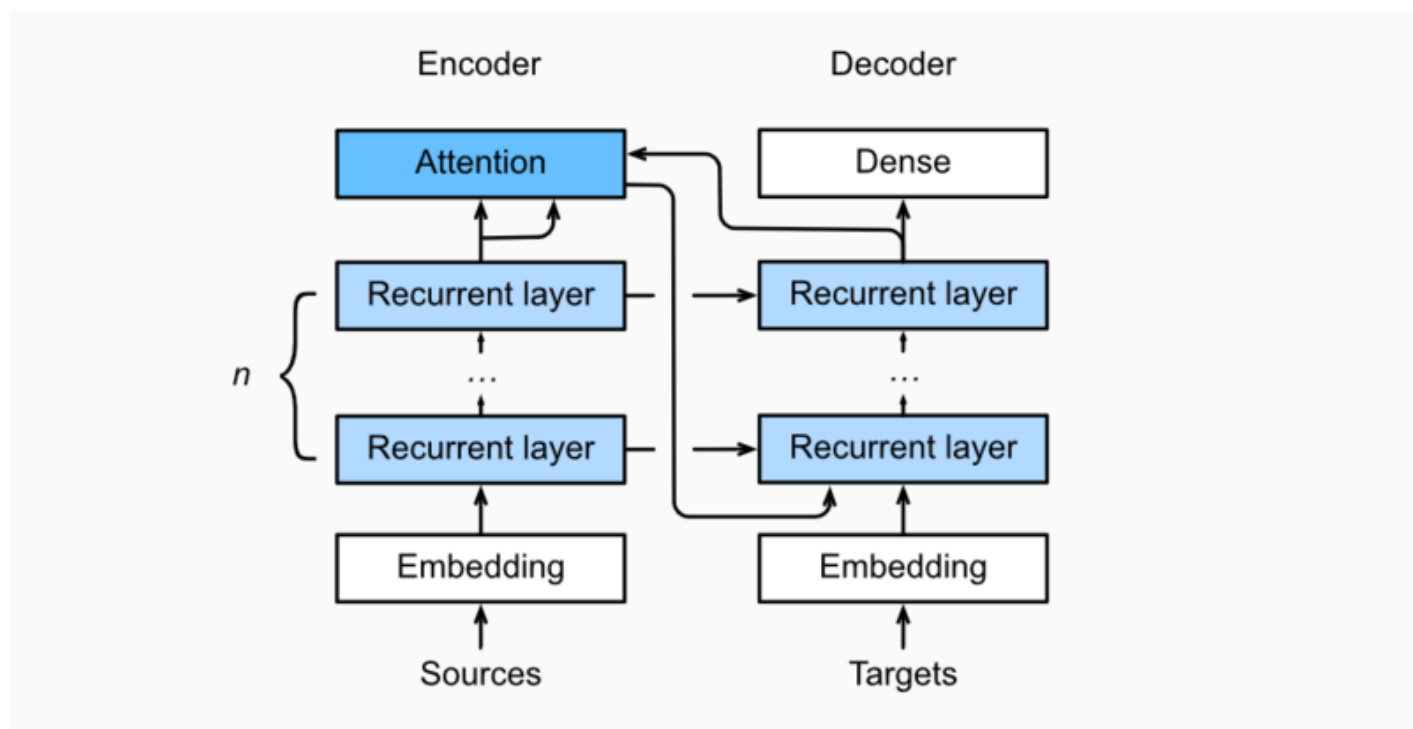 Encoder
Decoder
Attention
Dense
Recurrent layer
Recurrent layer
n
...
...
Recurrent layer
Recurrent layer
Embedding
Embedding
Sources
Targets